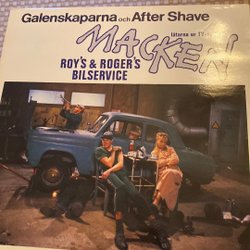 Galenskaparna och After Shave
låtarna ur TV-
MACKEN
ROY'S & ROGER'S
BILSERVICE